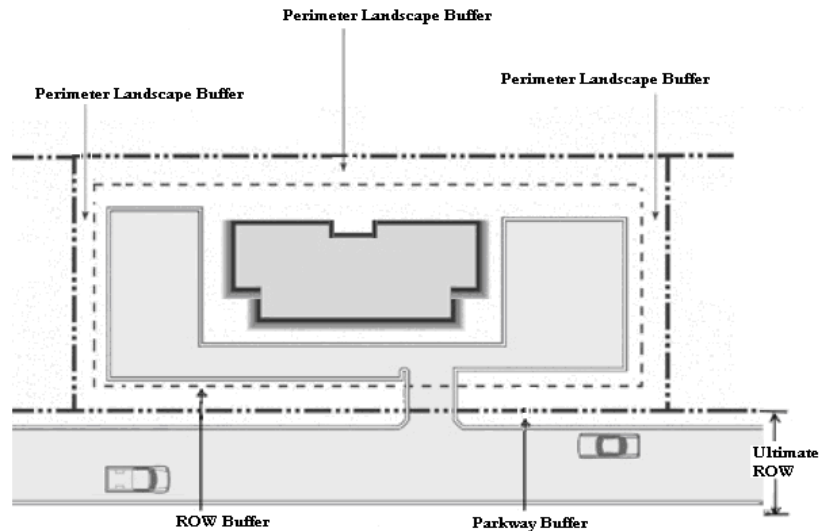 Perimeter Landscape Buffer
Perimeter Landscape Buffer
Perimeter Landscape Buffer
Ultimate
ROW
ROW Buffer
Parkway Buffer